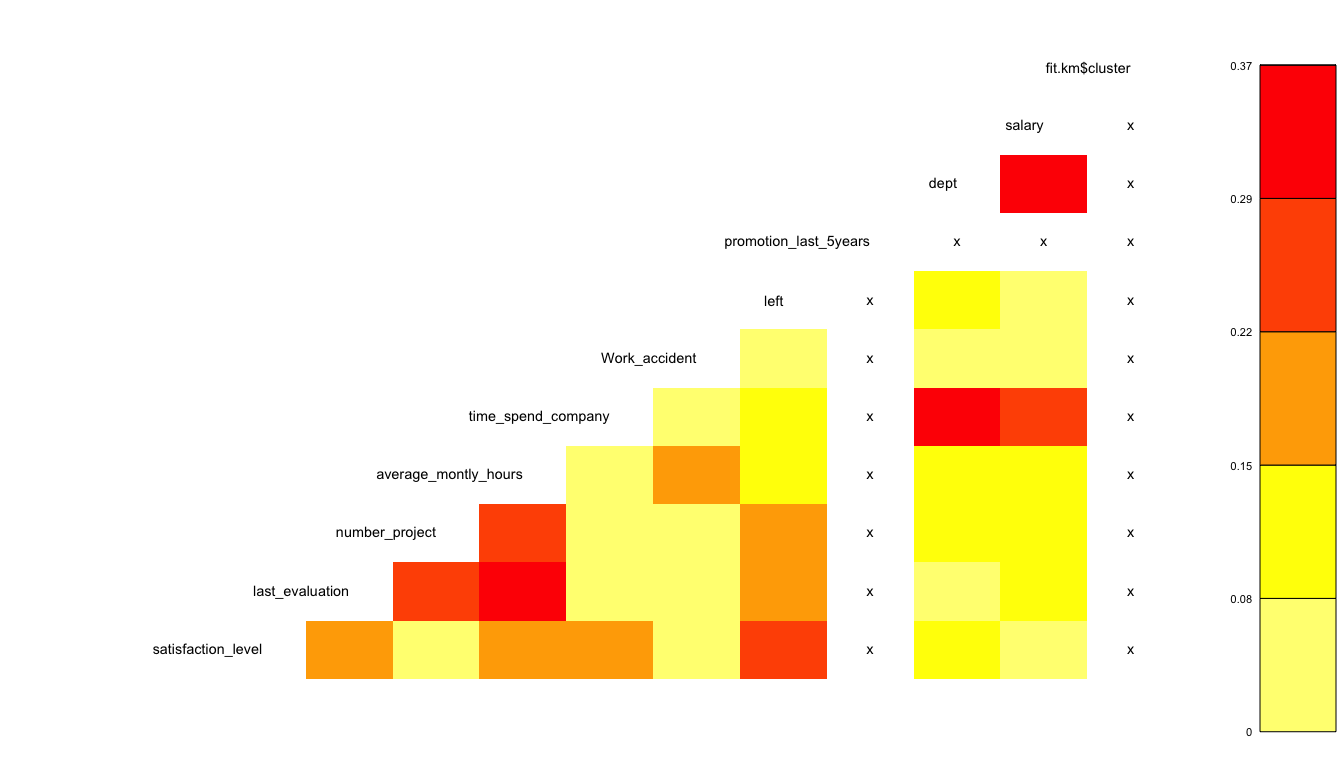 fit.km$cluster
0.37
salary x
dept x
0.29
promotion_last_5years x x x
left x x
0.22
Work_accident x x
time_spend_company x x
0.15
average_montly_hours x x
number_project x x
last_evaluation x x
0.08
satisfaction_level x x
0